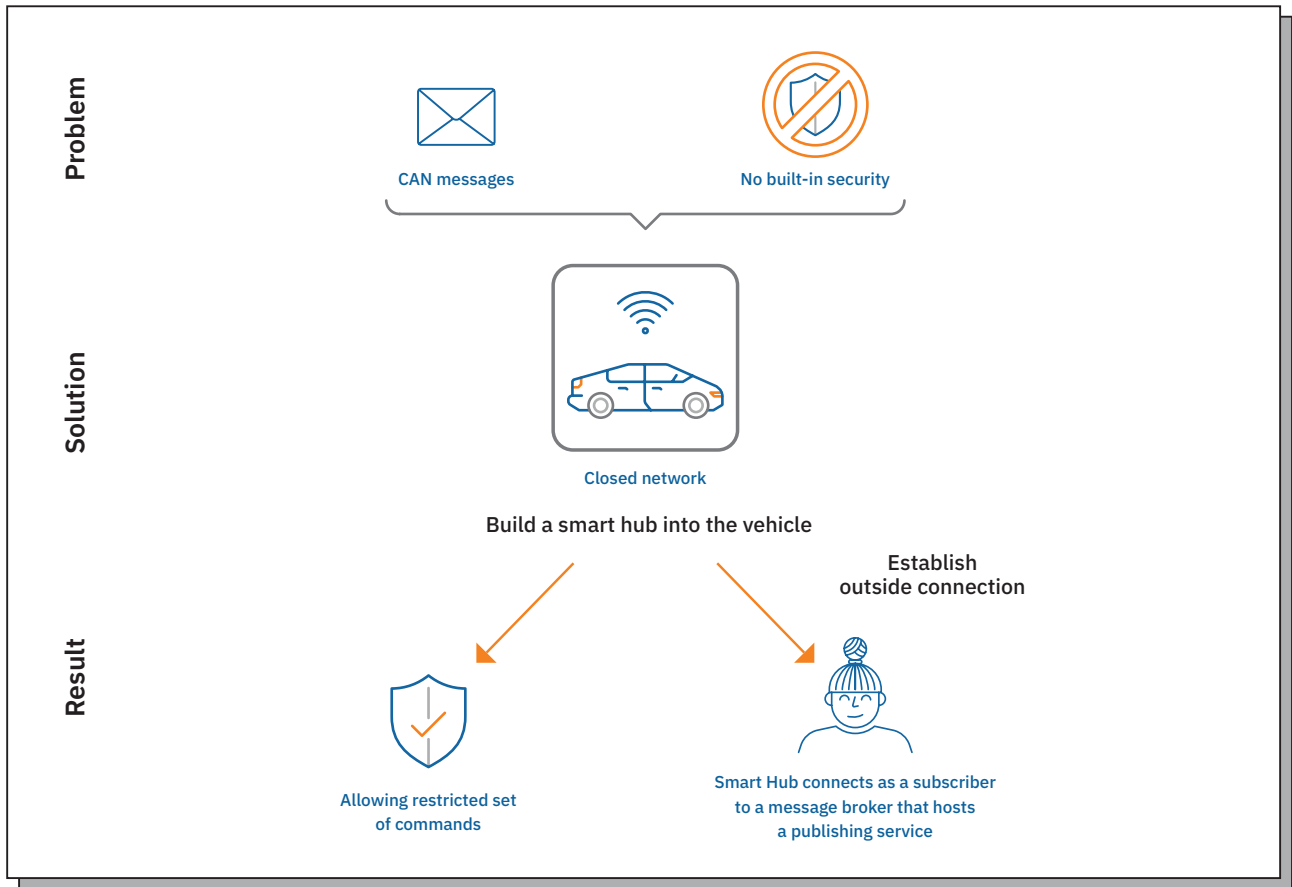 Problem
CAN messages
No built-in security
Solution
Closed network
Build a smart hub into the vehicle
Establish
outside connection
Result
Allowing restricted set
of commands
Smart Hub connects as a subscriber
to a message broker that hosts
a publishing service